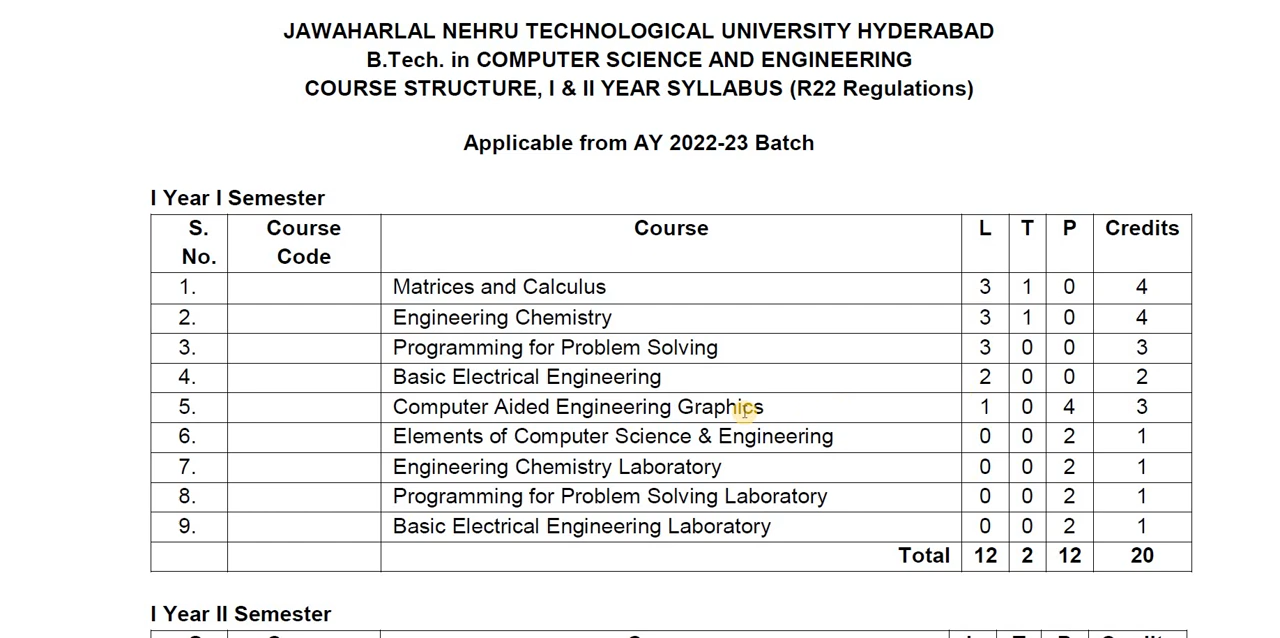 JAWAHARLAL NEHRU TECHNOLOGICAL UNIVERSITY HYDERABAD
B.Tech. in COMPUTER SCIENCE AND ENGINEERING
COURSE STRUCTURE, I & II YEAR SYLLABUS (R22 Regulations)
Applicable from AY 2022-23 Batch
I Year I Semester
S. No. Course Code Course L T P Credits
1. Matrices and Calculus 3 1 0 4
2. Engineering Chemistry 3 1 0 4
3. Programming for Problem Solving 3 0 0 3
4. Basic Electrical Engineering 2 0 0 2
5. Computer Aided Engineering Graphics 1 0 4 3
6. Elements of Computer Science & Engineering 0 0 2 1
7. Engineering Chemistry Laboratory 0 0 2 1
8. Programming for Problem Solving Laboratory 0 0 2 1
9. Basic Electrical Engineering Laboratory 0 0 2 1
Total 12 2 12 20
I Year II Semester